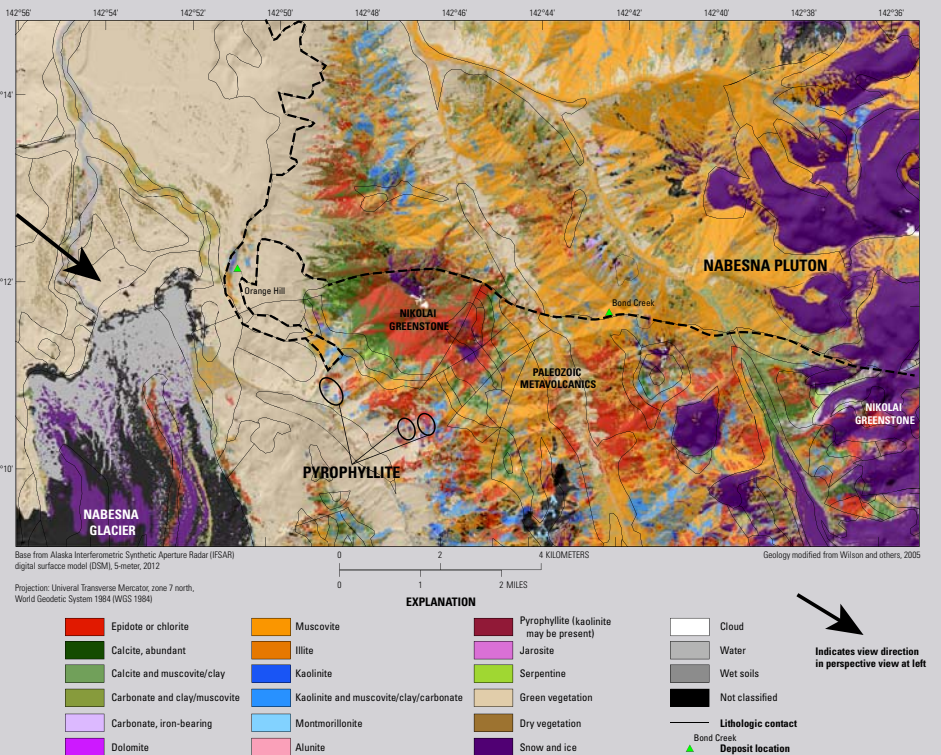 142°56' 142°54' 142°52' 142°50' 142°48' 142°46' 142°44' 142°42' 142°40' 142°38' 142°36'
°14'
°12'
°10'
NABESNA PLUTON
Orange Hill
Bond Creek
NIKOLAI
GREENSTONE
PALEOZOIC
METAVOLCANICS
NIKOLAI
GREENSTONE
PYROPHYLLITE
NABESNA
GLACIER
Base from Alaska Interferometric Synthetic Aperture Radar (IFSAR)
digital surfacce model (DSM), 5-meter, 2012
Projection: Univeral Transverse Mercator, zone 7 north,
World Geodetic System 1984 (WGS 1984)
0 2 4 KILOMETERS
0 1 2 MILES
Geology modified from Wilson and others, 2005
EXPLANATION
Epidote or chlorite
Calcite, abundant
Calcite and muscovite/clay
Carbonate and clay/muscovite
Carbonate, iron-bearing
Dolomite
Muscovite
Illite
Kaolinite
Kaolinite and muscovite/clay/carbonate
Montmorillonite
Alunite
Pyrophyllite (kaolinite
may be present)
Jarosite
Serpentine
Green vegetation
Dry vegetation
Snow and ice
Cloud
Water
Wet soils
Not classified
Lithologic contact
Bond Creek
Deposit location
Indicates view direction
in perspective view at left